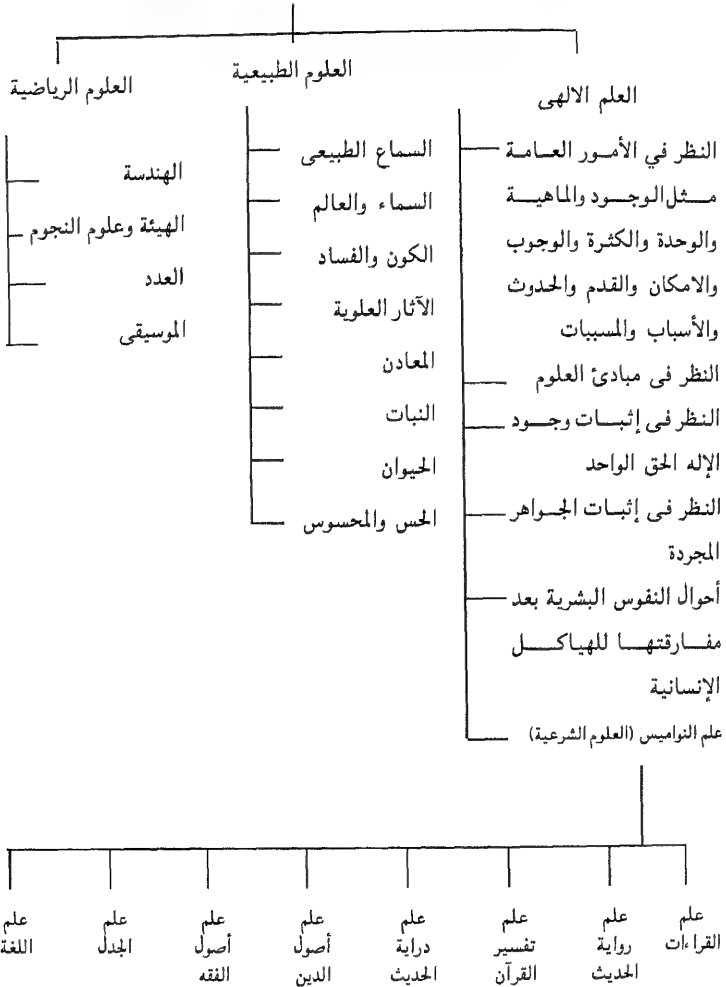 العلم الالهى
النظر في الأمور العامة
مثل الوجود والماهية
والوحدة والكثرة والوجوب
والامكان والقدم والحدوث
والأسباب والمسببات
النظر فى مبادئ العلوم
النظر فى إثبات وجود
الإله الحق الواحد
النظر فى إثبات الجواهر
المجردة
أحوال النفوس البشرية بعد
مفارقتها للهياكل
الإنسانية
علم النواميس (العلوم الشرعية)
العلوم الطبيعية
السماع الطبيعى
السماء والعالم
الكون والفساد
الآثار العلوية
المعادن
النبات
الحيوان
الحس والمحسوس
العلوم الرياضية
الهندسة
الهيئة وعلوم النجوم
العدد
الموسيقى
علم
القراءات
علم
رواية
الحديث
علم
تفسير
القرآن
علم
دراية
الحديث
علم
أصول
الدين
علم
أصول
الفقه
علم
الجدل
علم
اللغة